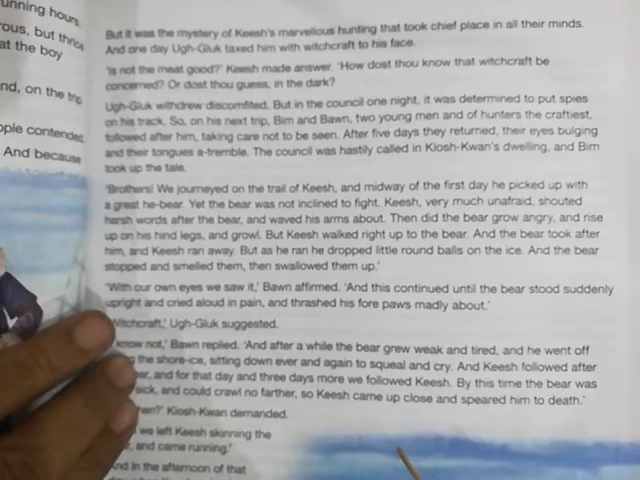 unning hours
rous, but thrice
at the boy
nd, on the trip
ople contended
And because
But it was the mystery of Keesh's marvellous hunting that took chief place in all their minds.
And one day Ugh-Gluk taxed him with witchcraft to his face.
'Is not the meat good?' Keesh made answer. 'How dost thou know that witchcraft be
concerned? Or dost thou guess, in the dark?
Ugh-Gluk withdrew discomfited. But in the council one night, it was determined to put spies
on his track. So, on his next trip, Bim and Bawn, two young men and of hunters the craftiest,
followed after him, taking care not to be seen. After five days they returned, their eyes bulging
and their tongues a-tremble. The council was hastily called in Klosh-Kwan's dwelling, and Bim
took up the tale.
'Brothers! We journeyed on the trail of Keesh, and midway of the first day he picked up with
a great he-bear. Yet the bear was not inclined to fight. Keesh, very much unafraid, shouted
harsh words after the bear, and waved his arms about. Then did the bear grow angry, and rise
up on his hind legs, and growl. But Keesh walked right up to the bear. And the bear took after
him, and Keesh ran away. But as he ran he dropped little round balls on the ice. And the bear
stopped and smelled them, then swallowed them up.'
'With our own eyes we saw it,' Bawn affirmed. 'And this continued until the bear stood suddenly
upright and cried aloud in pain, and thrashed his fore paws madly about.'
Witchcraft,' Ugh-Gluk suggested.
know not,' Bawn replied. 'And after a while the bear grew weak and tired, and he went off
the shore-ice, sitting down ever and again to squeal and cry. And Keesh followed after
ear, and for that day and three days more we followed Keesh. By this time the bear was
sick, and could crawl no farther, so Keesh came up close and speared him to death.'
hen?' Klosh-Kwan demanded.
we left Keesh skinning the
, and came running.'
And in the afternoon of that